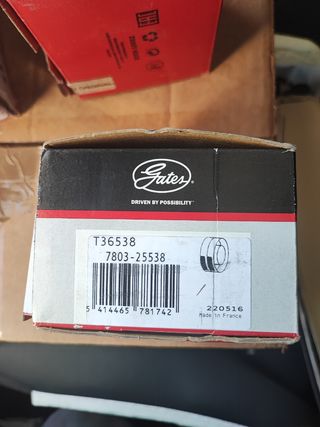 Gates®
DRIVEN BY POSSIBILITY™
T36538
7803-25538
5 414465 781742
220516
Made in France